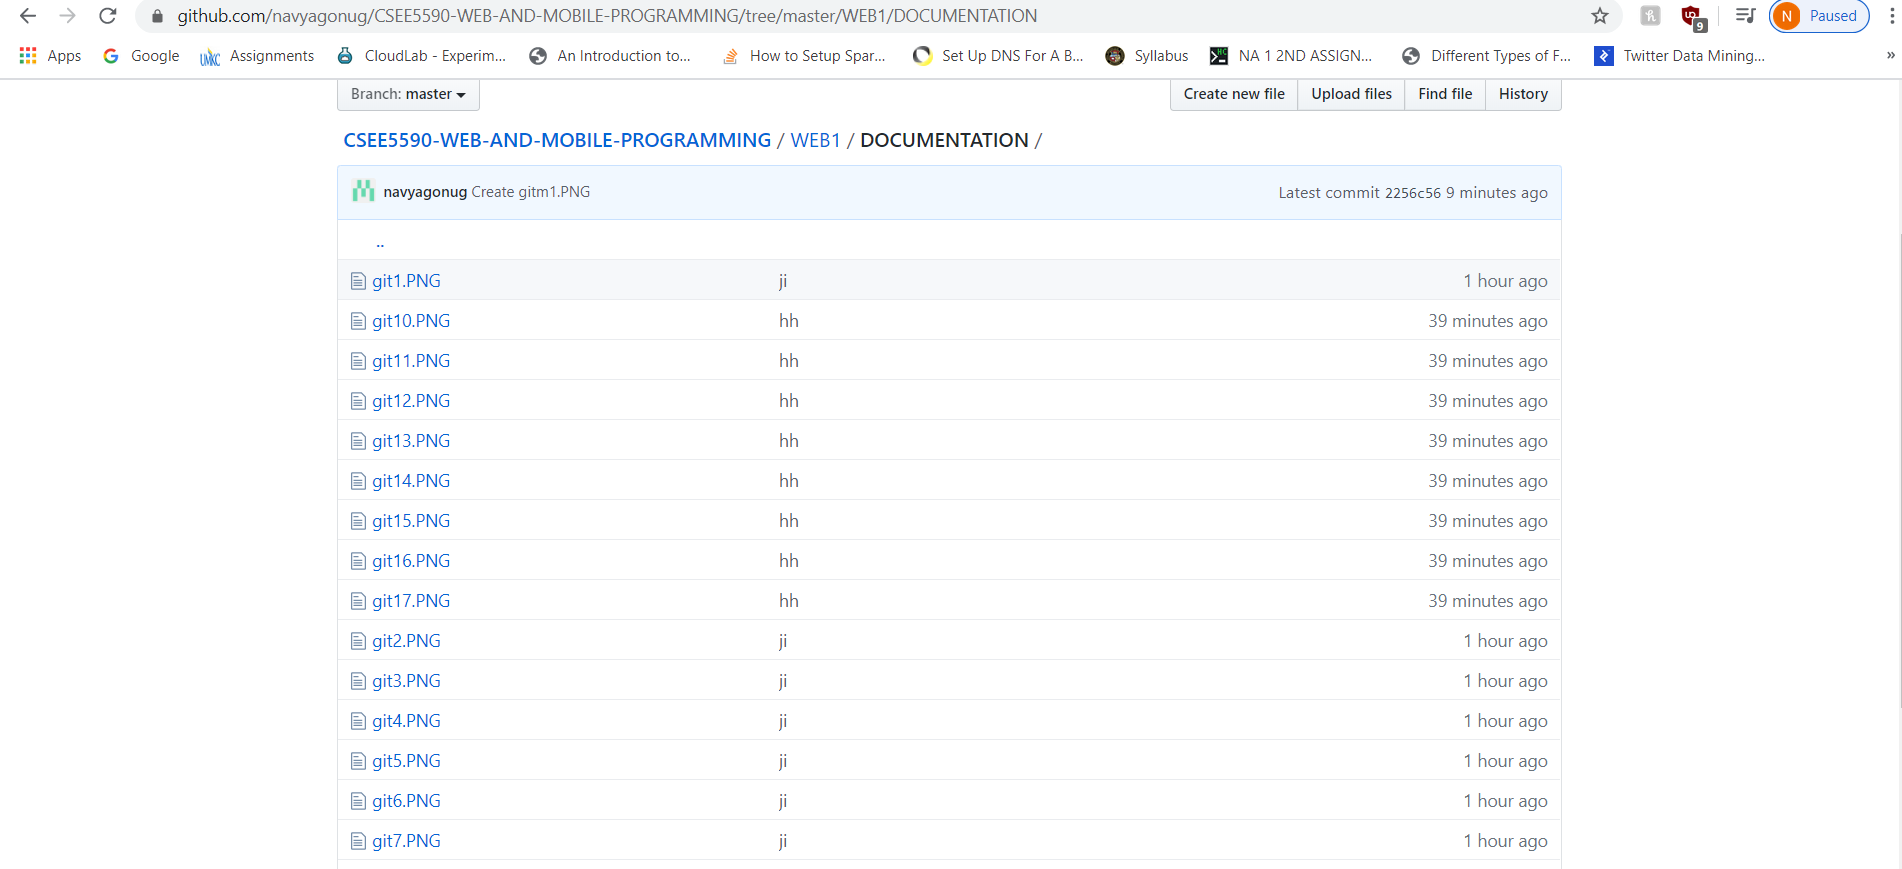 github.com/navyagonug/CSEE5590-WEB-AND-MOBILE-PROGRAMMING/tree/master/WEB1/DOCUMENTATION
9
N Paused
Apps Google UMKC Assignments CloudLab - Experim... An Introduction to... How to Setup Spar... Set Up DNS For A B... Syllabus NA 1 2ND ASSIGN... Different Types of F... Twitter Data Mining... »
Branch: master Create new file Upload files Find file History
CSEE5590-WEB-AND-MOBILE-PROGRAMMING / WEB1 / DOCUMENTATION /
navyagonug Create gitm1.PNG Latest commit 2256c56 9 minutes ago
..
git1.PNG ji 1 hour ago
git10.PNG hh 39 minutes ago
git11.PNG hh 39 minutes ago
git12.PNG hh 39 minutes ago
git13.PNG hh 39 minutes ago
git14.PNG hh 39 minutes ago
git15.PNG hh 39 minutes ago
git16.PNG hh 39 minutes ago
git17.PNG hh 39 minutes ago
git2.PNG ji 1 hour ago
git3.PNG ji 1 hour ago
git4.PNG ji 1 hour ago
git5.PNG ji 1 hour ago
git6.PNG ji 1 hour ago
git7.PNG ji 1 hour ago